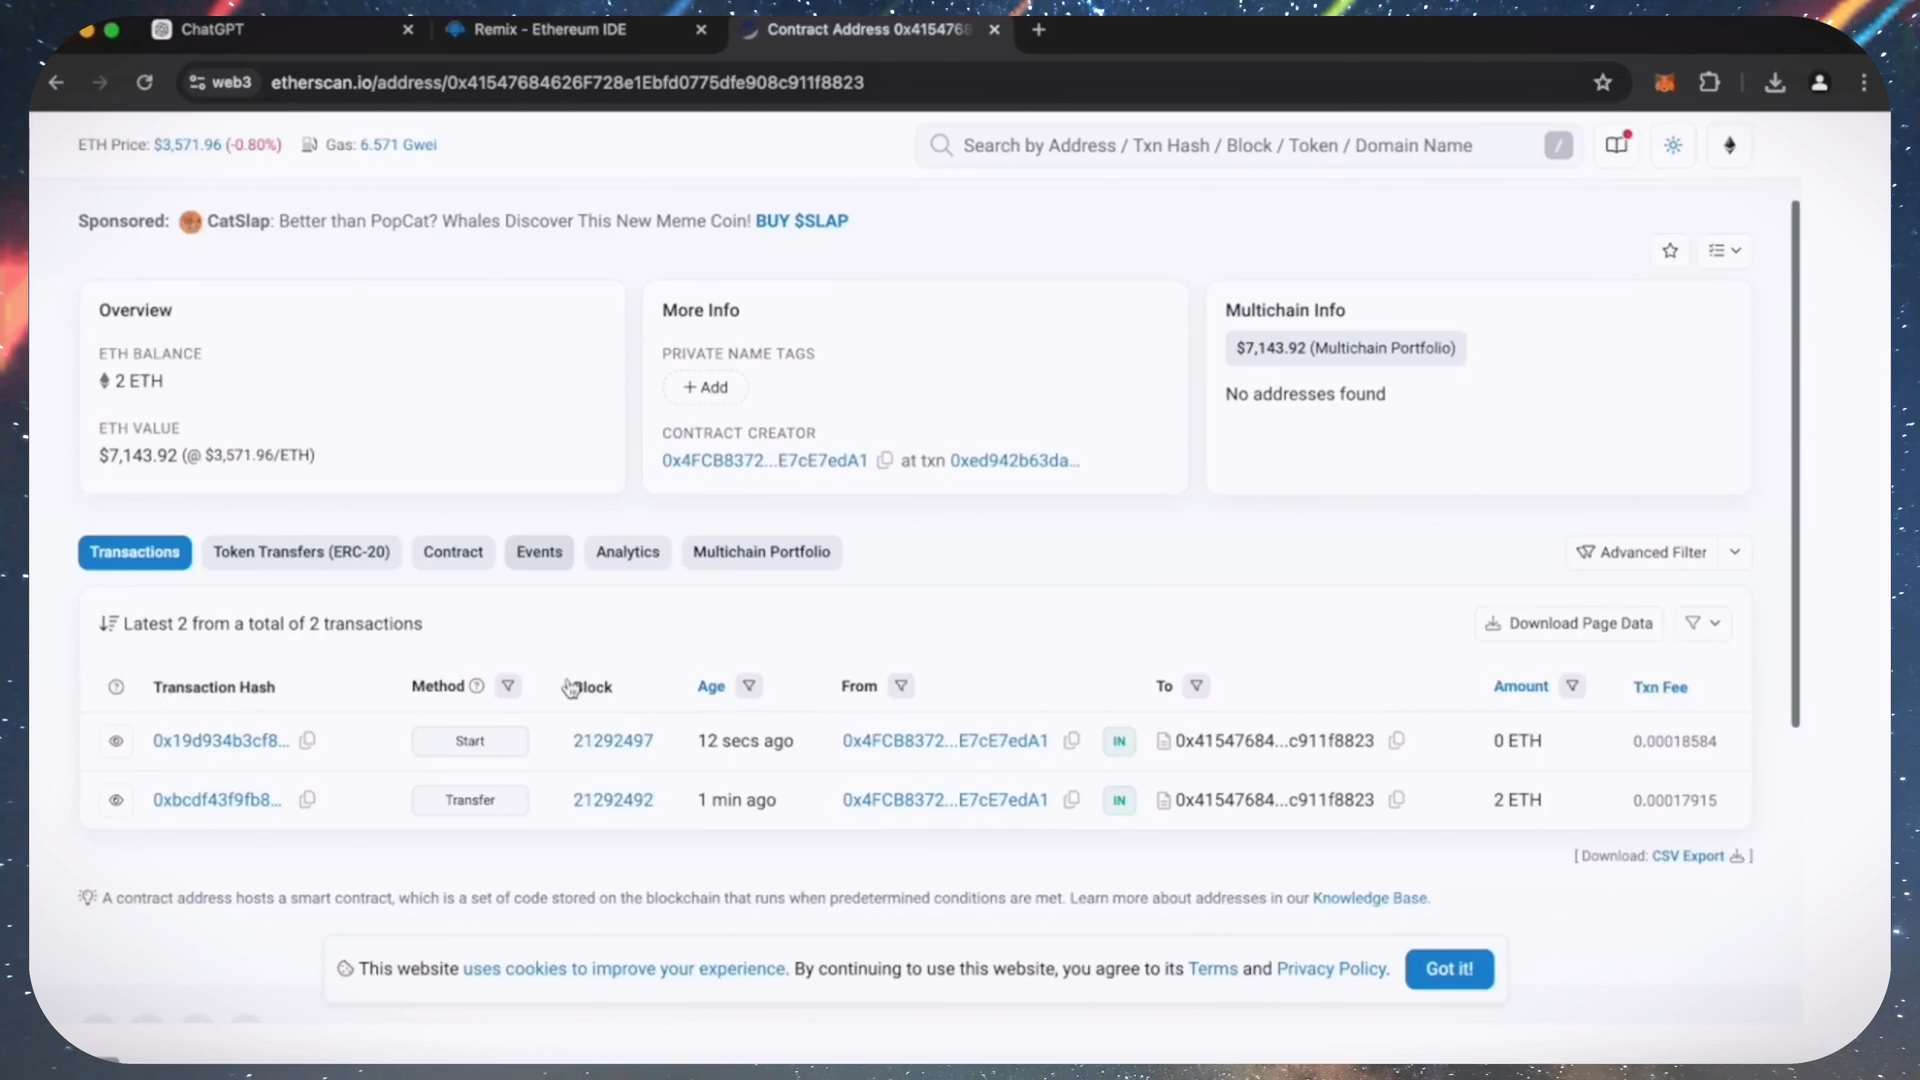 ChatGPT
Remix - Ethereum IDE
Contract Address 0x4154768
web3
etherscan.io/address/0x41547684626F728e1Ebfd0775dfe908c911f8823
ETH Price: $3,571.96 (-0.80%)
Gas: 6.571 Gwei
Search by Address / Txn Hash / Block / Token / Domain Name
/
Sponsored: CatSlap: Better than PopCat? Whales Discover This New Meme Coin! BUY $SLAP
Overview
ETH BALANCE
2 ETH
ETH VALUE
$7,143.92 (@ $3,571.96/ETH)
More Info
PRIVATE NAME TAGS
+ Add
CONTRACT CREATOR
0x4FCB8372...E7cE7edA1 at txn 0xed942b63da...
Multichain Info
$7,143.92 (Multichain Portfolio)
No addresses found
Transactions
Token Transfers (ERC-20)
Contract
Events
Analytics
Multichain Portfolio
Advanced Filter
Latest 2 from a total of 2 transactions
Download Page Data
Transaction Hash Method Block Age From To Amount Txn Fee
0x19d934b3cf8... Start 21292497 12 secs ago 0x4FCB8372...E7cE7edA1 IN 0x41547684...c911f8823 0 ETH 0.00018584
0xbcdf43f9fb8... Transfer 21292492 1 min ago 0x4FCB8372...E7cE7edA1 IN 0x41547684...c911f8823 2 ETH 0.00017915
[ Download: CSV Export ]
A contract address hosts a smart contract, which is a set of code stored on the blockchain that runs when predetermined conditions are met. Learn more about addresses in our Knowledge Base.
This website uses cookies to improve your experience. By continuing to use this website, you agree to its Terms and Privacy Policy.
Got it!